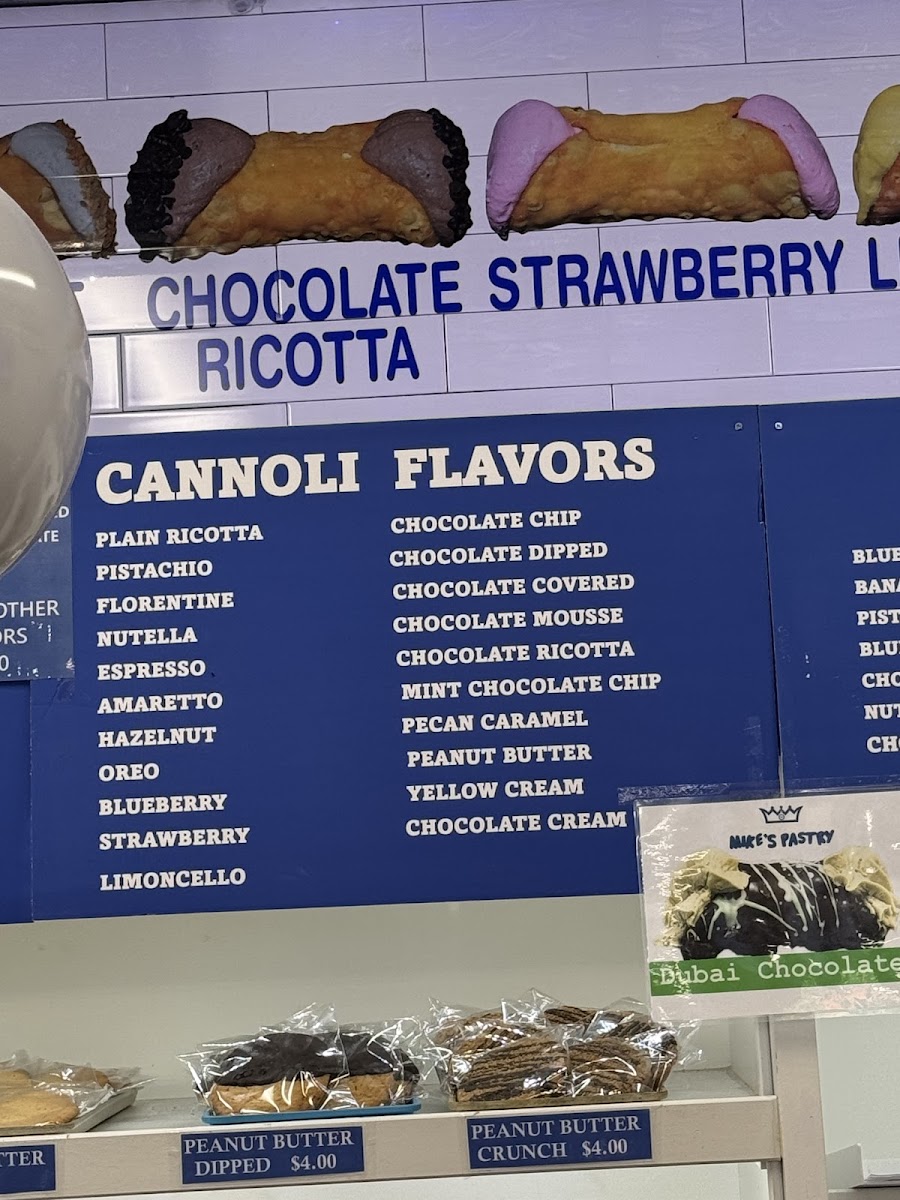 CHOCOLATE STRAWBERRY
RICOTTA
CANNOLI FLAVORS
PLAIN RICOTTA
PISTACHIO
FLORENTINE
NUTELLA
ESPRESSO
AMARETTO
HAZELNUT
OREO
BLUEBERRY
STRAWBERRY
LIMONCELLO
CHOCOLATE CHIP
CHOCOLATE DIPPED
CHOCOLATE COVERED
CHOCOLATE MOUSSE
CHOCOLATE RICOTTA
MINT CHOCOLATE CHIP
PECAN CARAMEL
PEANUT BUTTER
YELLOW CREAM
CHOCOLATE CREAM
OTHER
MIKE'S PASTRY
Dubai Chocolate
PEANUT BUTTER
DIPPED $4.00
PEANUT BUTTER
CRUNCH $4.00